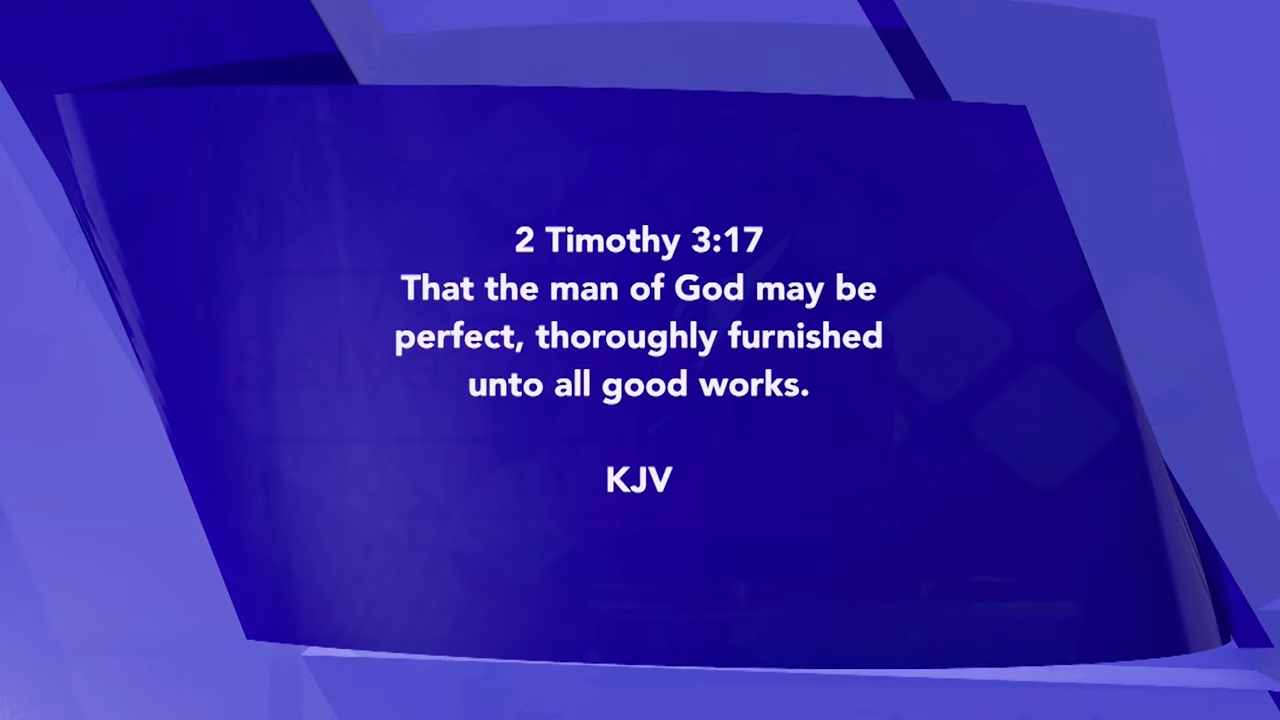 2 Timothy 3:17
That the man of God may be
perfect, thoroughly furnished
unto all good works.
KJV